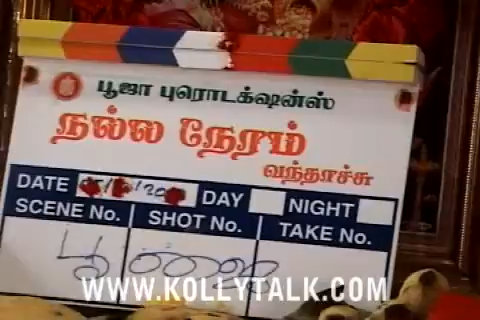 பூஜா புரொடக்ஷன்ஸ்
நல்ல நேரம்
வந்தாச்சு
DATE DAY NIGHT
SCENE No. SHOT No. TAKE No.
பூஜை
WWW.KOLLYTALK.COM